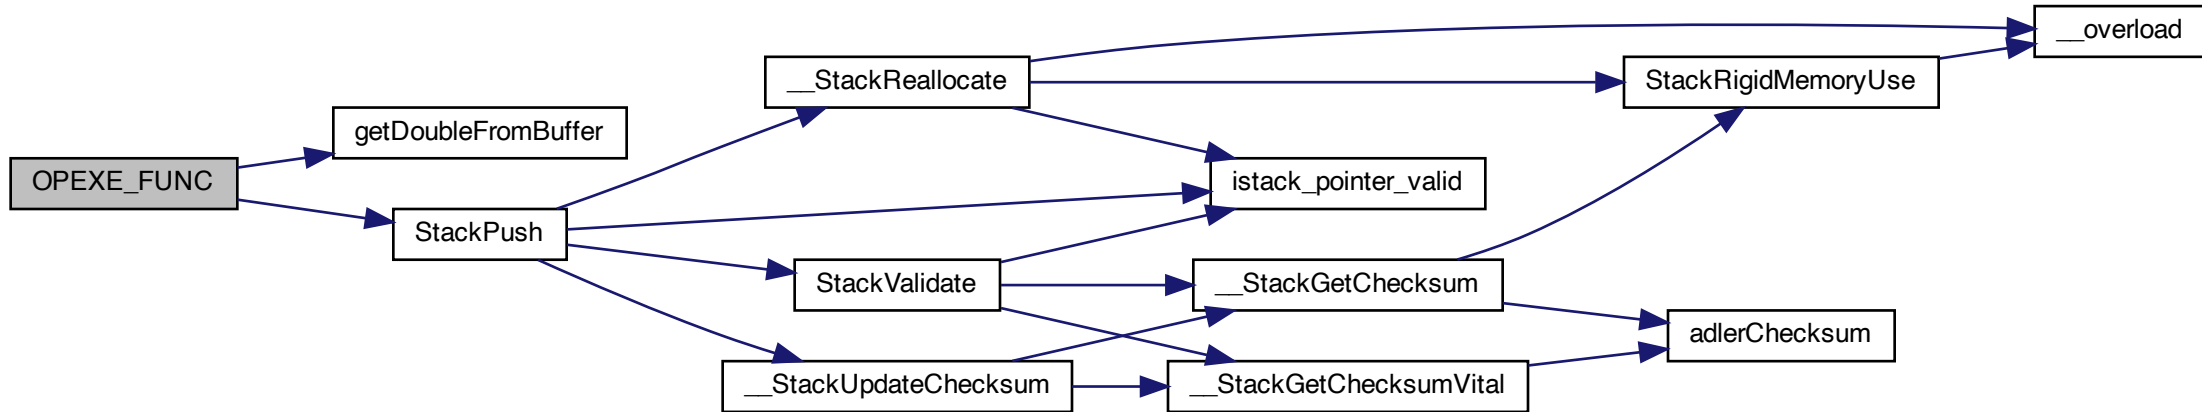 OPEXE_FUNC
getDoubleFromBuffer
StackPush
__StackReallocate
StackValidate
__StackUpdateChecksum
istack_pointer_valid
__StackGetChecksum
__StackGetChecksumVital
StackRigidMemoryUse
adlerChecksum
__overload